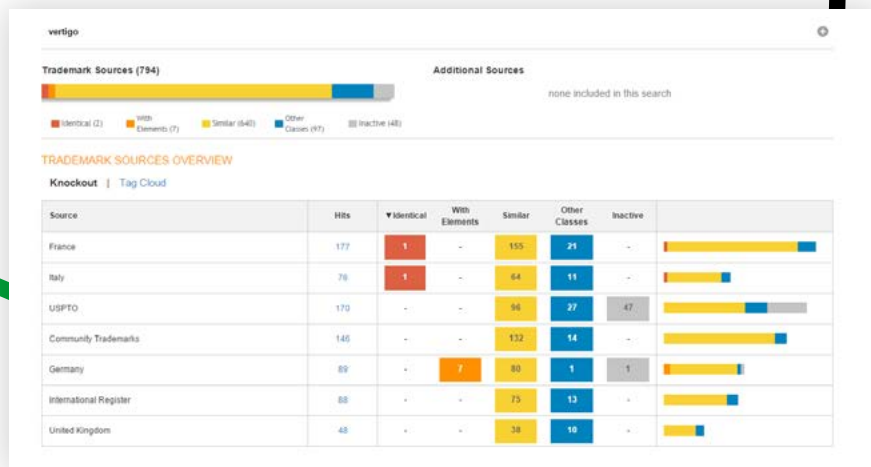 vertigo
Trademark Sources (794) Additional Sources
none included in this search
Identical (2) With Elements (7) Similar (640) Other Classes (97) Inactive (48)
TRADEMARK SOURCES OVERVIEW
Knockout | Tag Cloud
Source Hits ▼Identical With Elements Similar Other Classes Inactive
France 177 1 - 155 21 -
Italy 76 1 - 64 11 -
USPTO 170 - - 96 27 47
Community Trademarks 146 - - 132 14 -
Germany 89 - 7 80 1 1
International Register 88 - - 75 13 -
United Kingdom 48 - - 38 10 -